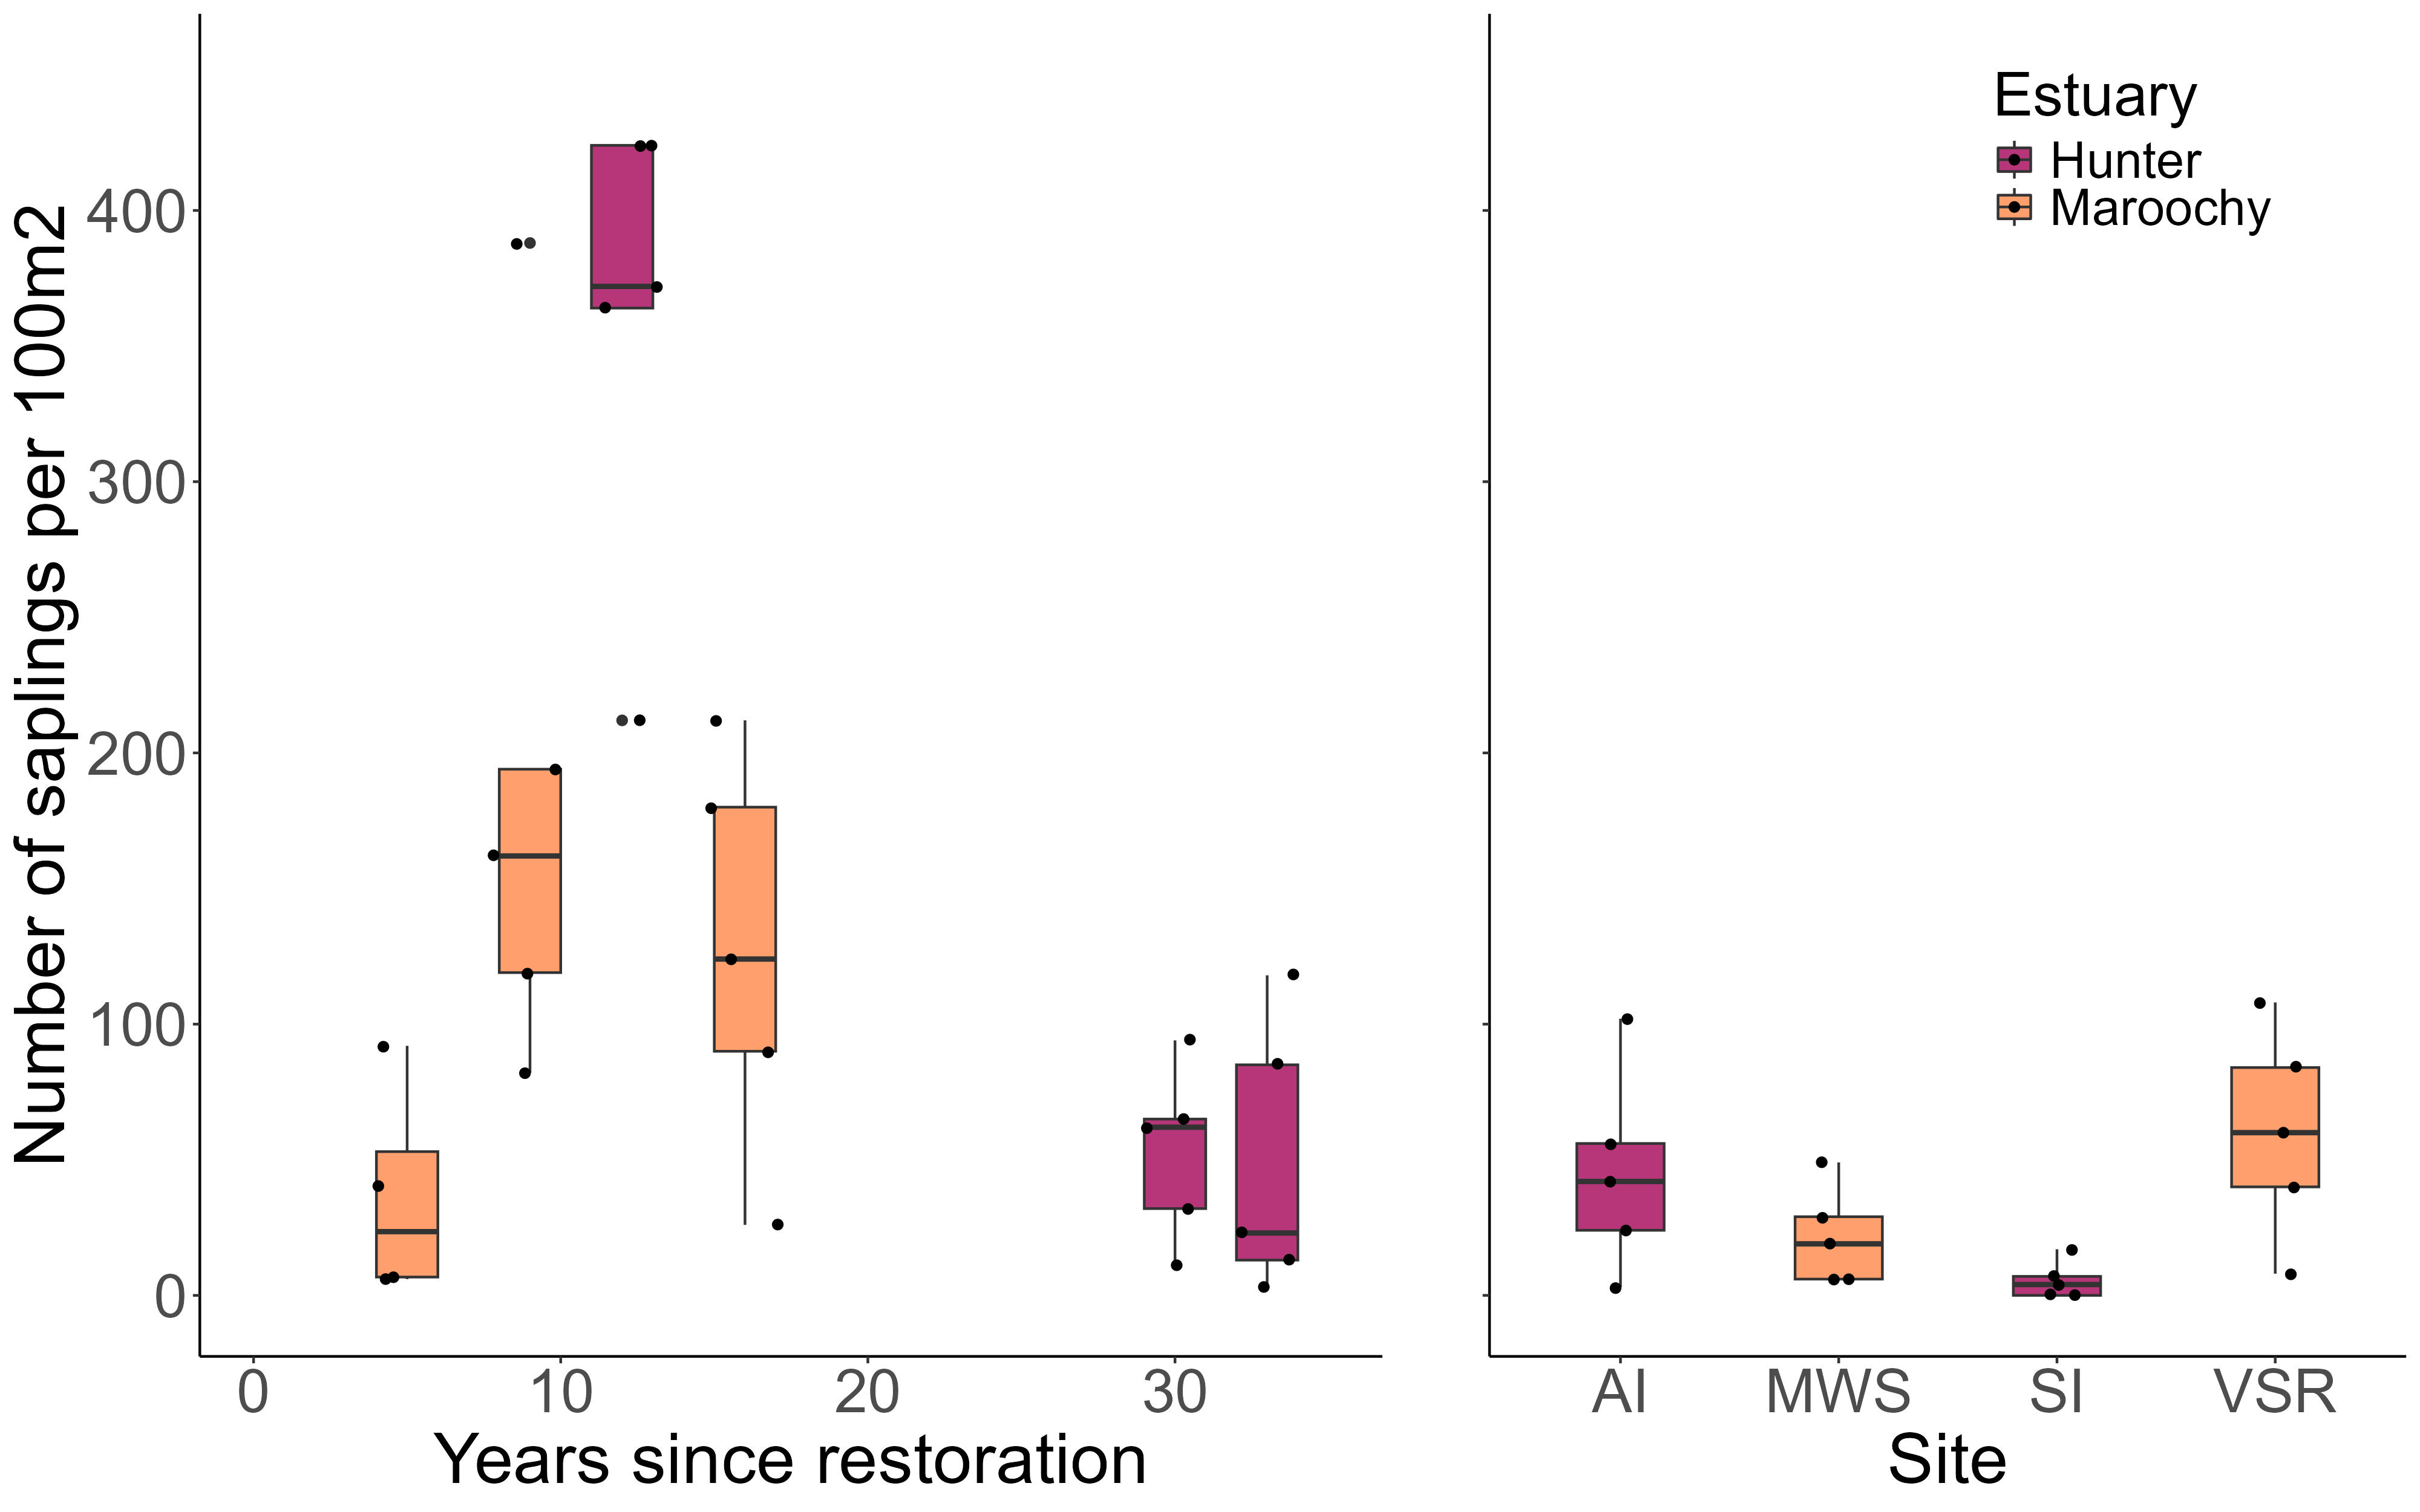 Number of saplings per 100m2
400
300
200
100
0
0 10 20 30
Years since restoration
Estuary
Hunter
Maroochy
AI MWS SI VSR
Site